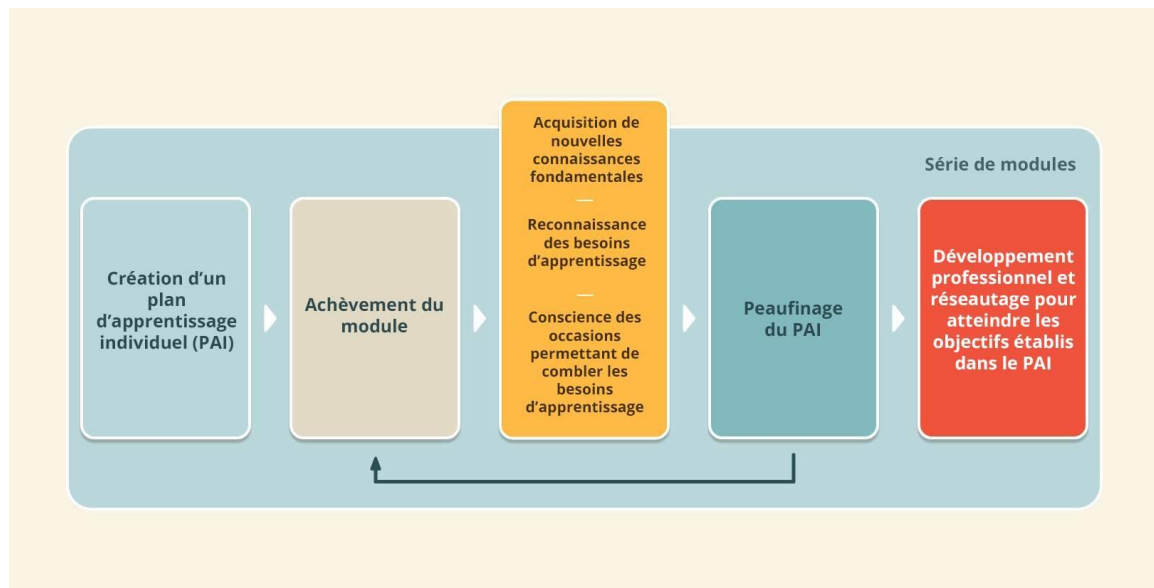 Série de modules
Création d’un
plan
d’apprentissage
individuel (PAI)
Achèvement du
module
Acquisition de
nouvelles
connaissances
fondamentales
—
Reconnaissance
des besoins
d’apprentissage
—
Conscience des
occasions
permettant de
combler les
besoins
d’apprentissage
Peaufinage
du PAI
Développement
professionnel et
réseautage pour
atteindre les
objectifs établis
dans le PAI